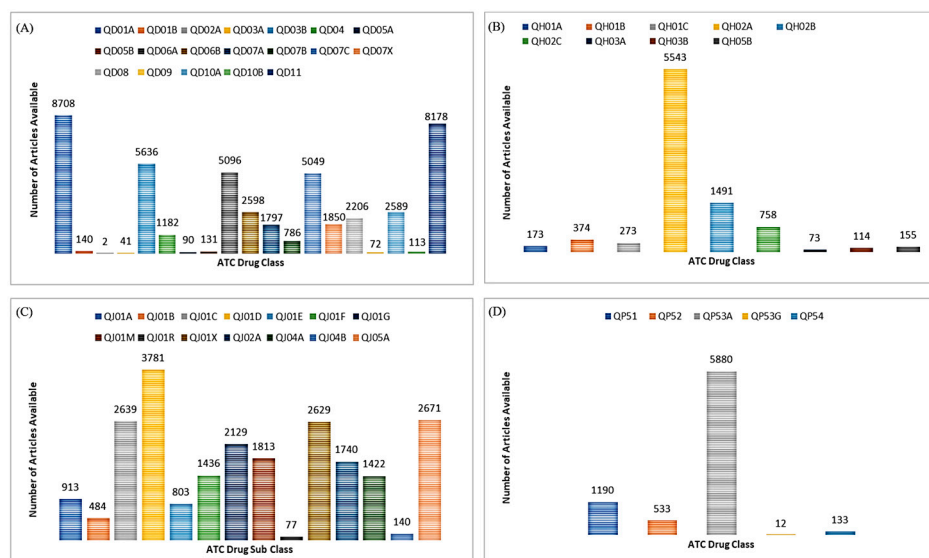 (A)
QD01A QD01B QD02A QD03A QD03B QD04 QD05A
QD05B QD06A QD06B QD07A QD07B QD07C QD07X
QD08 QD09 QD10A QD10B QD11
Number of Articles Available
8708
140
2
41
5636
1182
90
131
5096
2598
1797
786
5049
1850
2206
72
2589
113
8178
ATC Drug Class
(B)
QH01A QH01B QH01C QH02A QH02B
QH02C QH03A QH03B QH05B
Number of Articles Available
173
374
273
5543
1491
758
73
114
155
ATC Drug Class
(C)
QJ01A QJ01B QJ01C QJ01D QJ01E QJ01F QJ01G
QJ01M QJ01R QJ01X QJ02A QJ04A QJ04B QJ05A
Number of Articles Available
913
484
2639
3781
803
1436
2129
1813
77
2629
1740
1422
140
2671
ATC Drug Sub Class
(D)
QP51 QP52 QP53A QP53G QP54
Number of Articles Available
1190
533
5880
12
133
ATC Drug Class